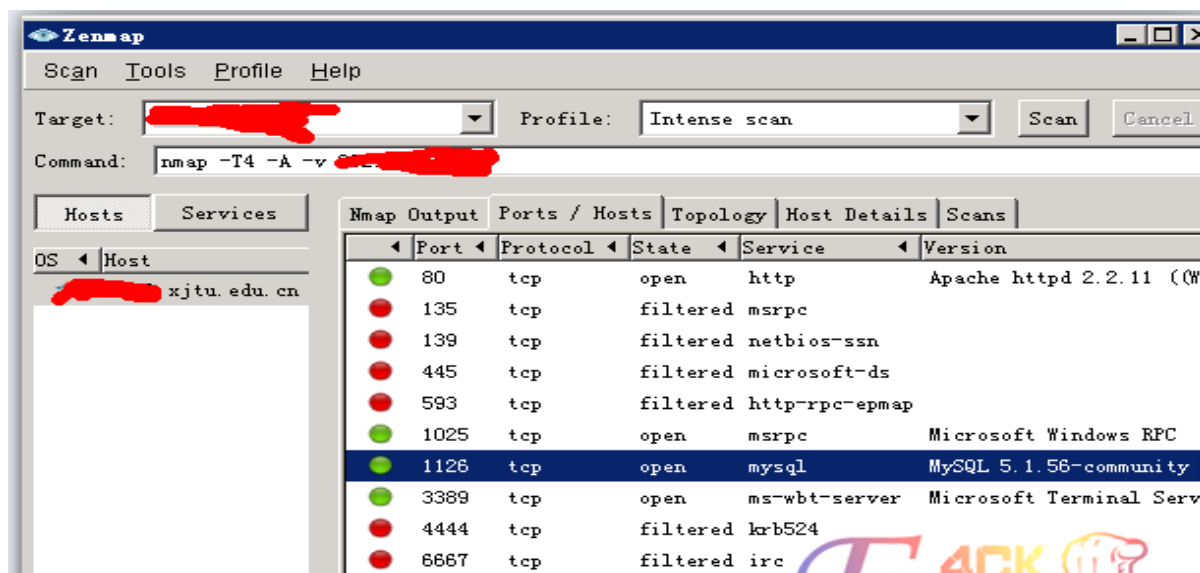 Zenmap
Scan Tools Profile Help
Target: Profile: Intense scan Scan Cancel
Command: nmap -T4 -A -v
Hosts Services
Nmap Output Ports / Hosts Topology Host Details Scans
OS Host
xjtu.edu.cn
Port Protocol State Service Version
80 tcp open http Apache httpd 2.2.11 ((W
135 tcp filtered msrpc
139 tcp filtered netbios-ssn
445 tcp filtered microsoft-ds
593 tcp filtered http-rpc-epmap
1025 tcp open msrpc Microsoft Windows RPC
1126 tcp open mysql MySQL 5.1.56-community
3389 tcp open ms-wbt-server Microsoft Terminal Serv
4444 tcp filtered krb524
6667 tcp filtered irc